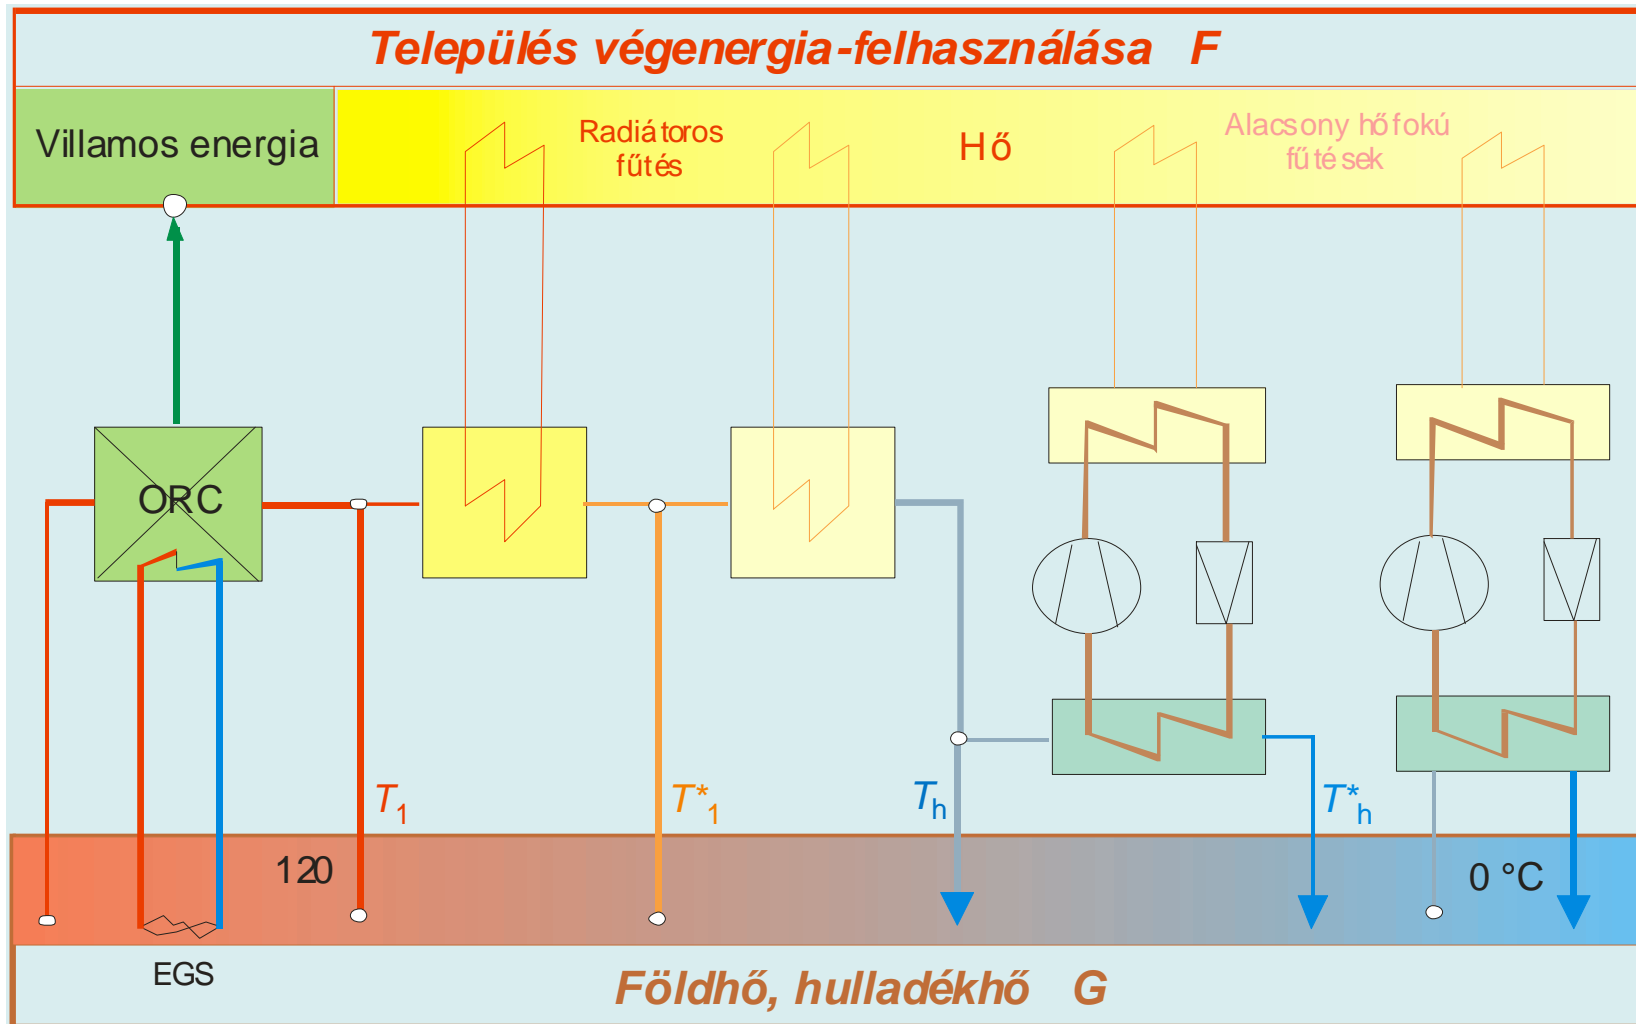 Település végenergia-felhasználása F
Villamos energia
Radiátoros
fűtés
Hő
Alacsony hőfokú
fűtések
ORC
T1
T*1
Th
T*h
120
0 °C
EGS
Földhő, hulladékhő G